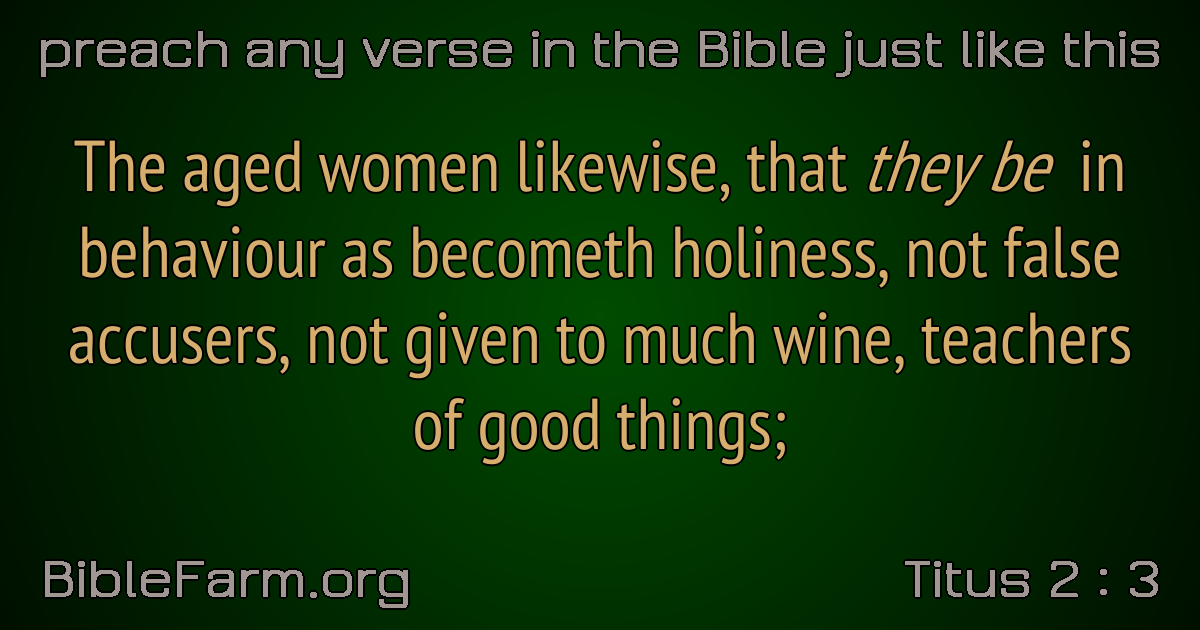 preach any verse in the Bible just like this
The aged women likewise, that they be in
behaviour as becometh holiness, not false
accusers, not given to much wine, teachers
of good things;
BibleFarm.org
Titus 2 : 3